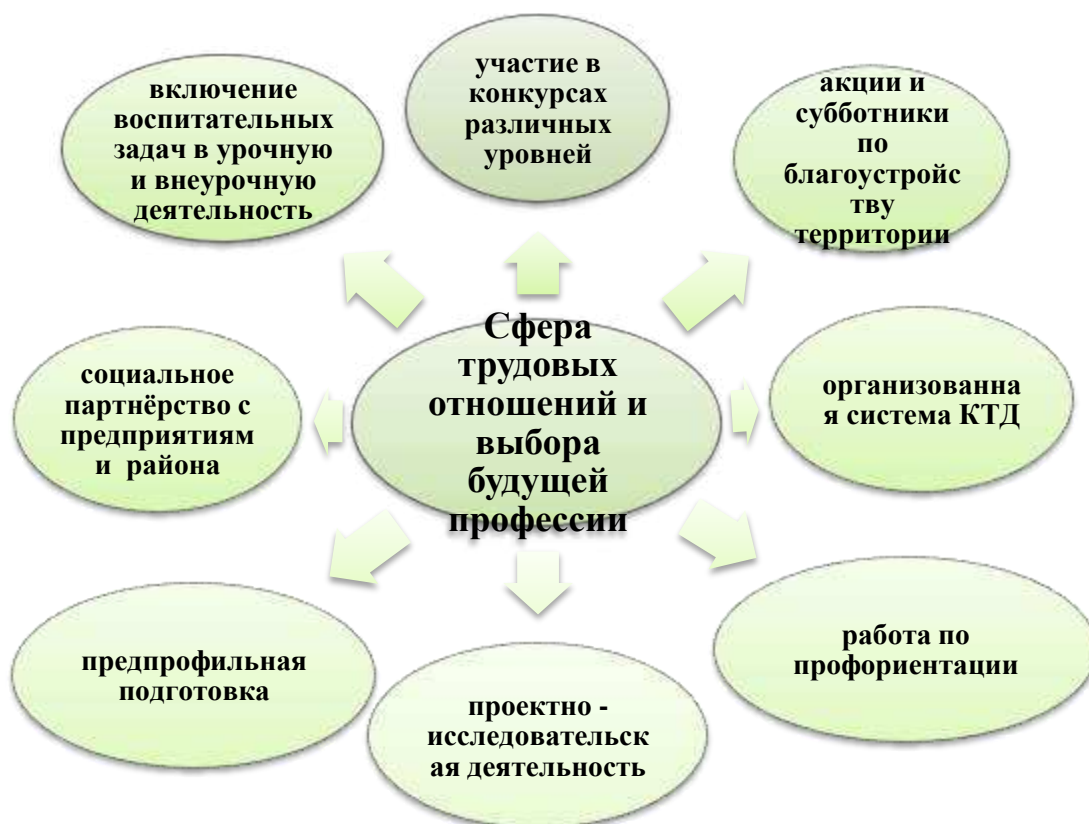 участие в
конкурсах
различных
уровней
включение
воспитательных
задач в урочную
и внеурочную
деятельность
акции и
субботники
по
благоустройс
тву
территории
Сфера
трудовых
отношений и
выбора
будущей
профессии
социальное
партнёрство с
предприятиям
и района
организованна
я система КТД
предпрофильная
подготовка
проектно -
исследовательск
ая деятельность
работа по
профориентации